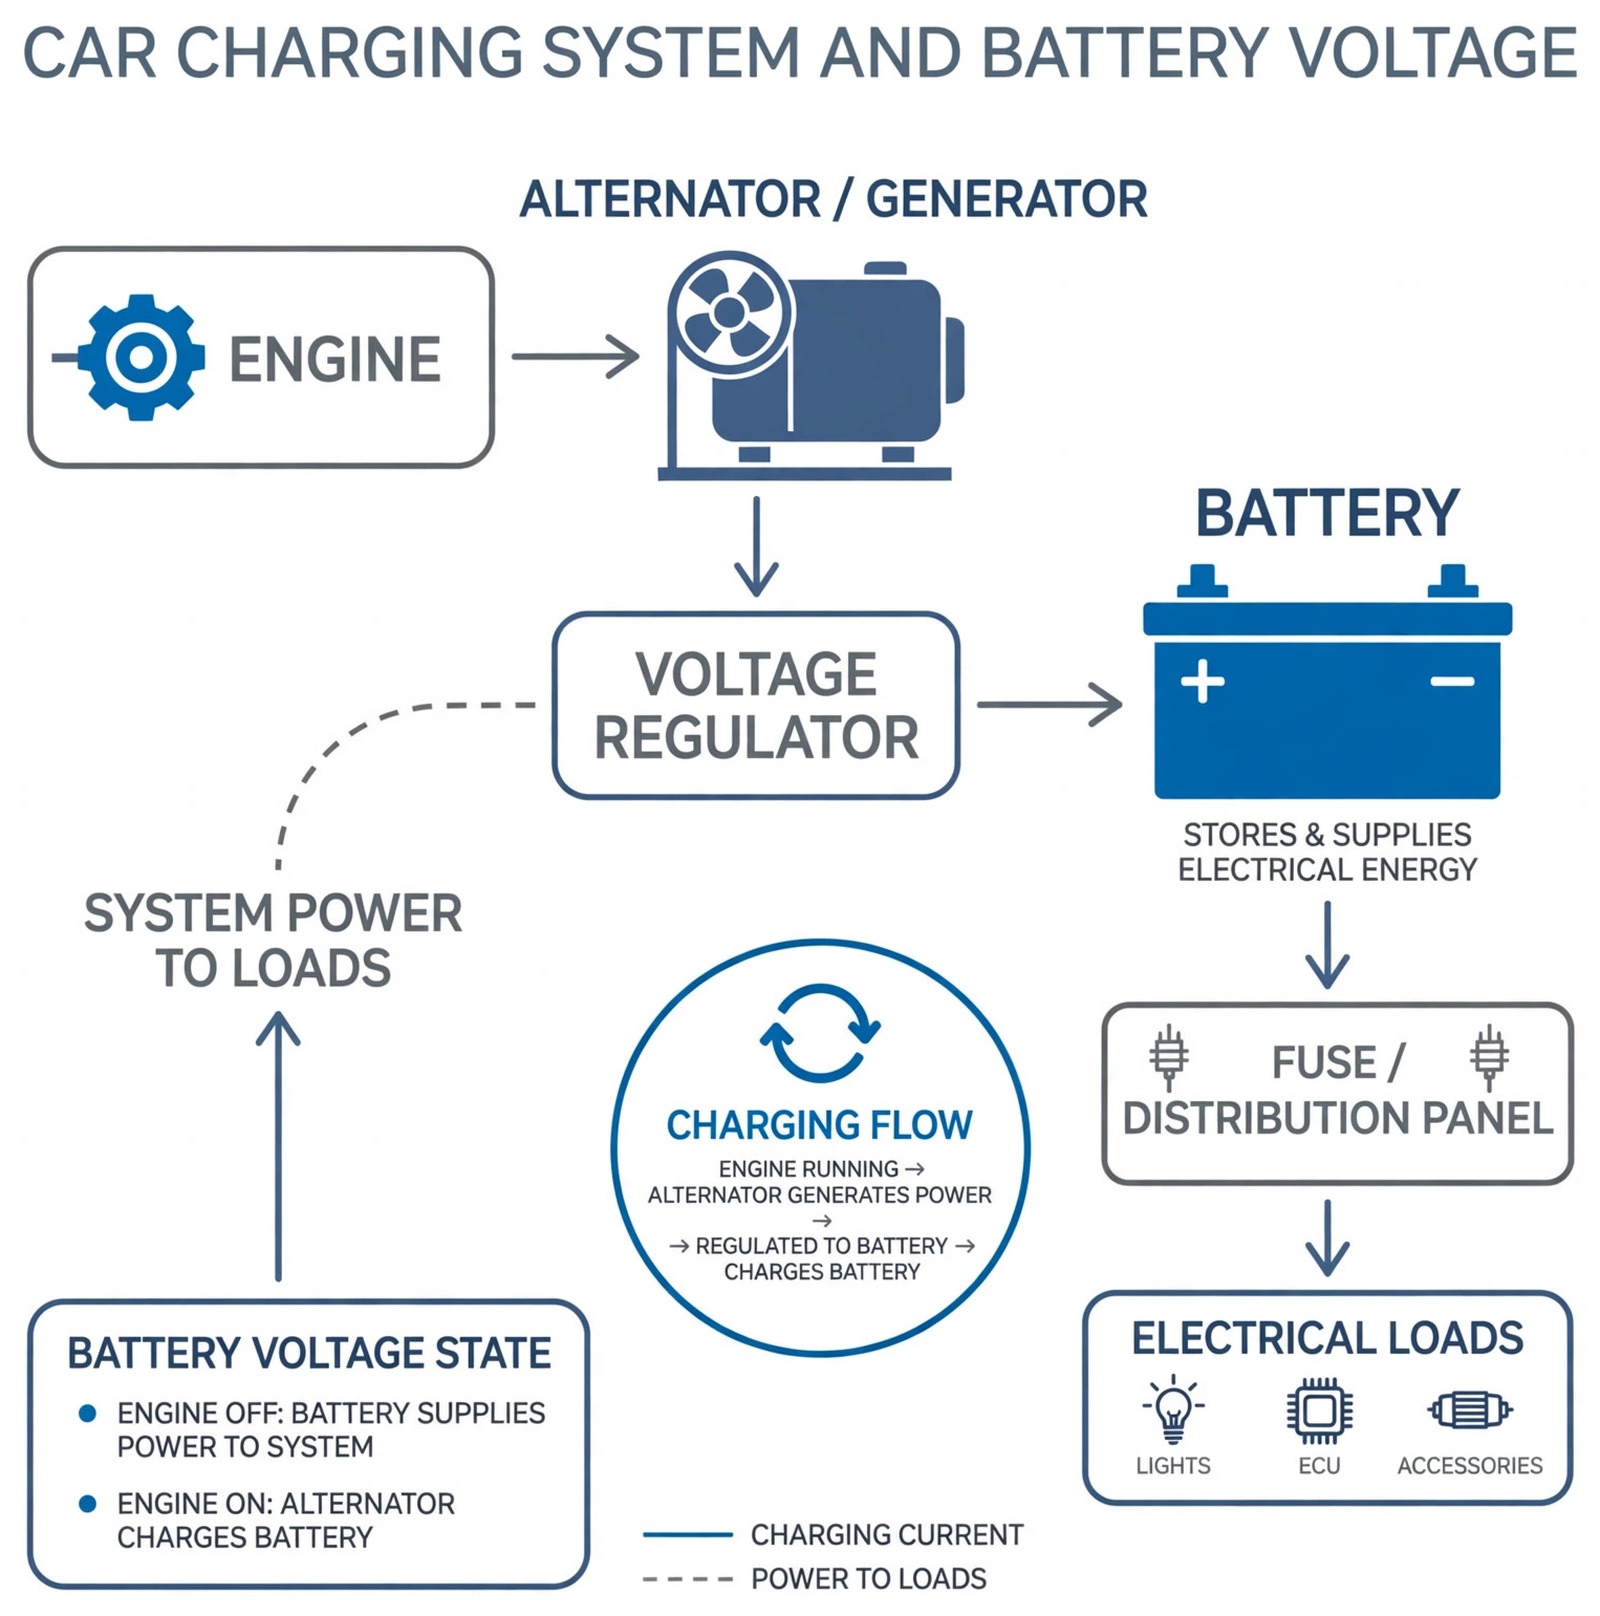 CAR CHARGING SYSTEM AND BATTERY VOLTAGE
ALTERNATOR / GENERATOR
ENGINE
BATTERY
+ −
VOLTAGE
REGULATOR
STORES & SUPPLIES
ELECTRICAL ENERGY
SYSTEM POWER
TO LOADS
FUSE /
DISTRIBUTION PANEL
CHARGING FLOW
ENGINE RUNNING →
ALTERNATOR GENERATES POWER
→
→ REGULATED TO BATTERY →
CHARGES BATTERY
BATTERY VOLTAGE STATE
● ENGINE OFF: BATTERY SUPPLIES
POWER TO SYSTEM
● ENGINE ON: ALTERNATOR
CHARGES BATTERY
ELECTRICAL LOADS
LIGHTS ECU ACCESSORIES
CHARGING CURRENT
POWER TO LOADS